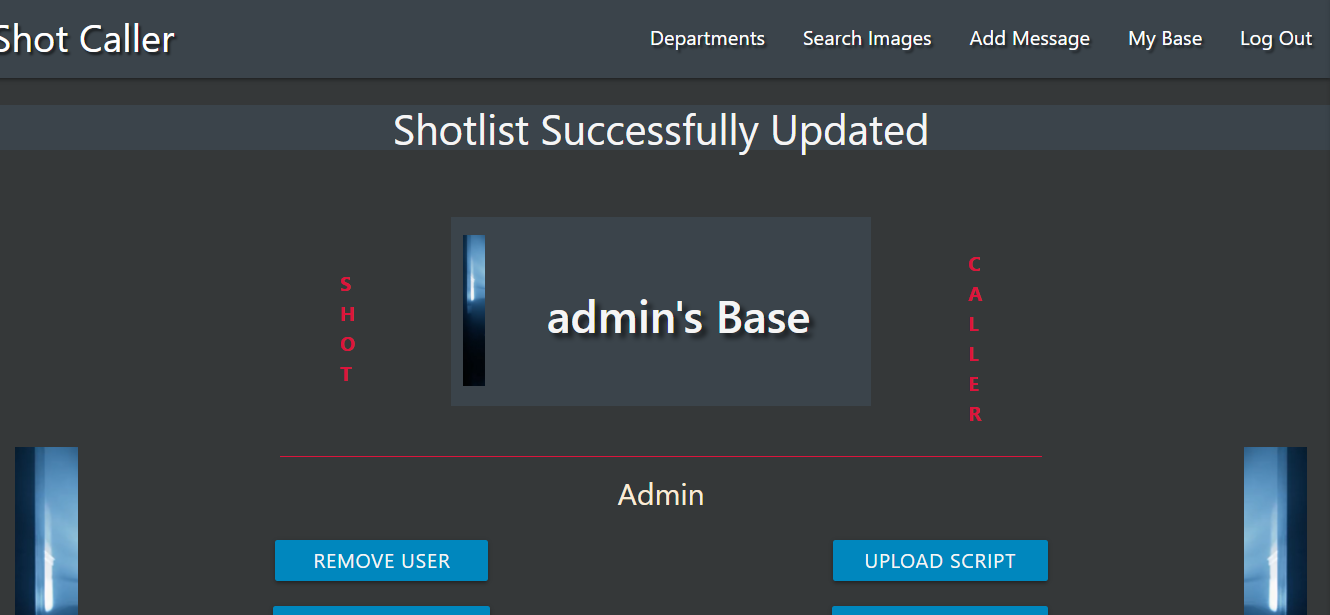 Shot Caller
Departments
Search Images
Add Message
My Base
Log Out
Shotlist Successfully Updated
S
H
O
T
admin's Base
C
A
L
L
E
R
Admin
REMOVE USER
UPLOAD SCRIPT